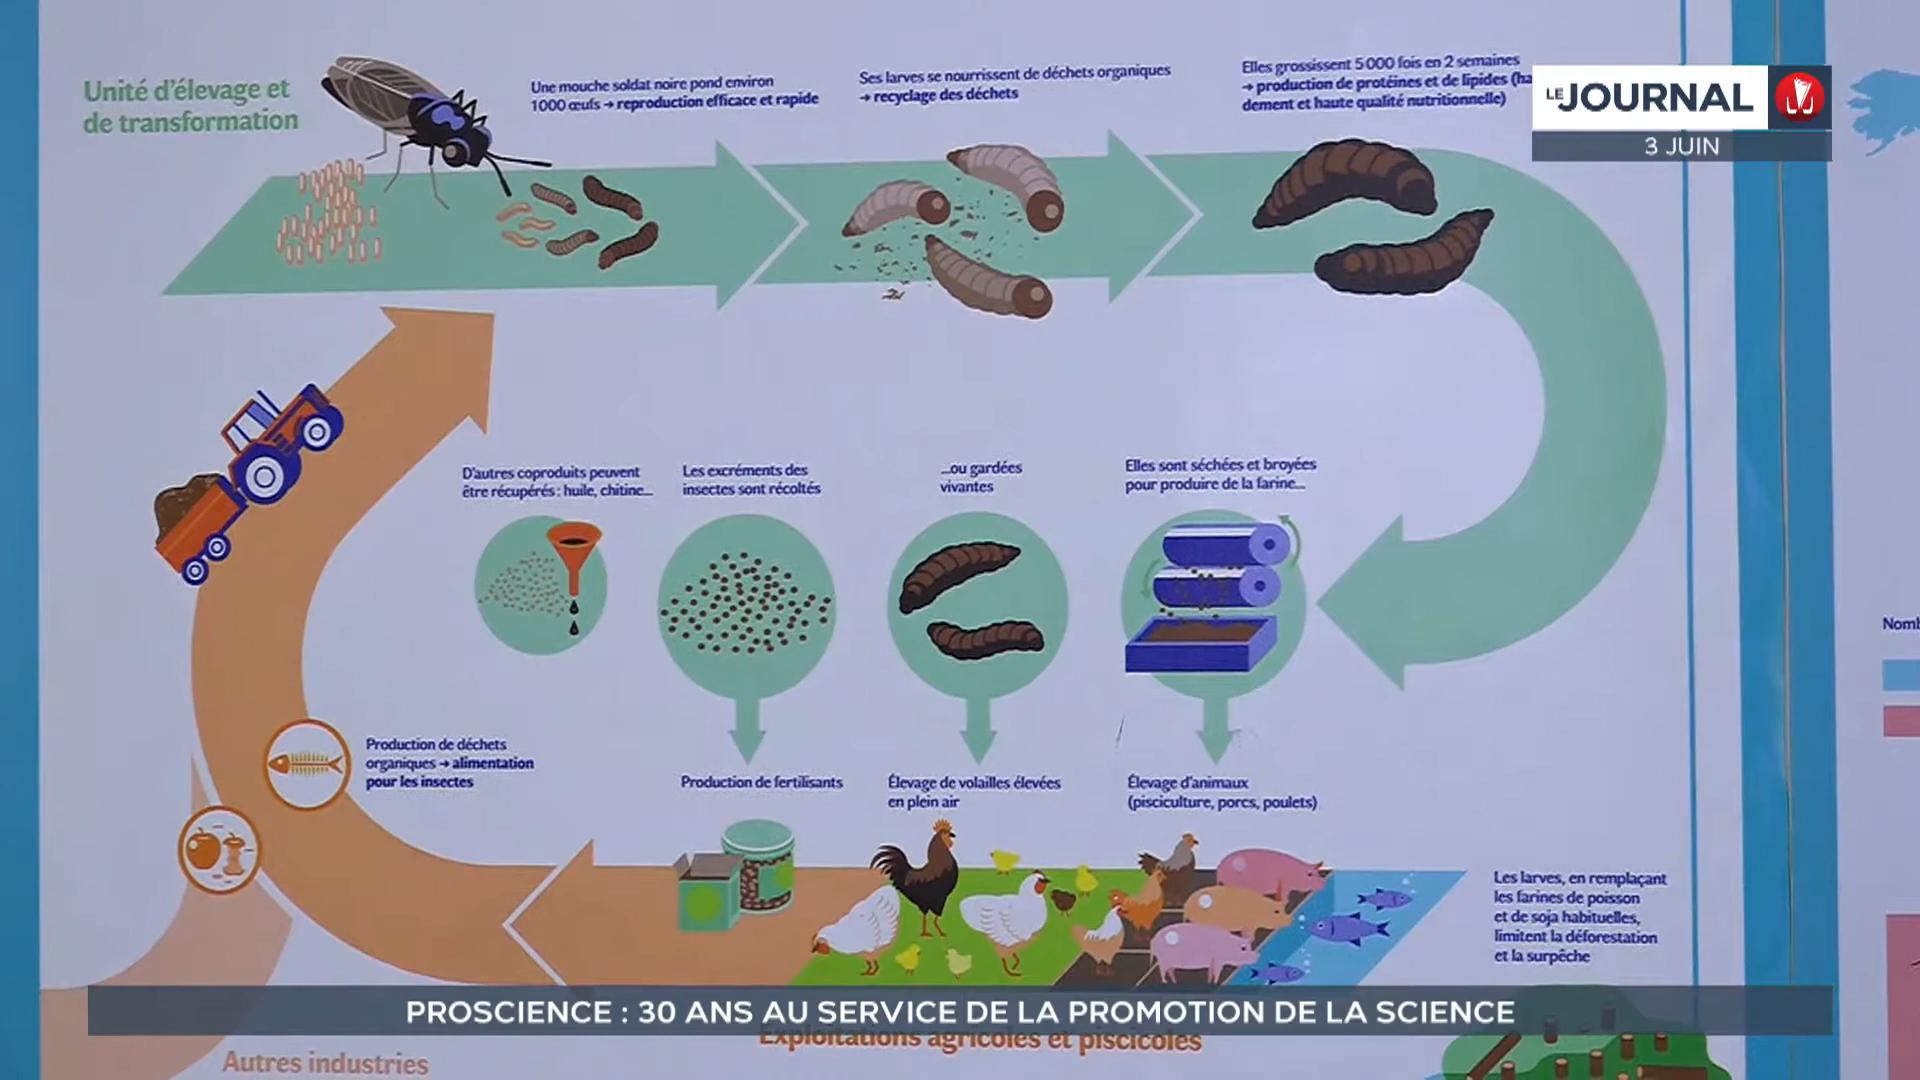 Unité d'élevage et
de transformation
Une mouche soldat noire pond environ
1000 œufs → reproduction efficace et rapide
Ses larves se nourrissent de déchets organiques
→ recyclage des déchets
Elles grossissent 5 000 fois en 2 semaines
→ production de protéines et de lipides (ha
dement et haute qualité nutritionnelle)
LE JOURNAL
3 JUIN
D'autres coproduits peuvent
être récupérés : huile, chitine...
Les excréments des
insectes sont récoltés
...ou gardées
vivantes
Elles sont séchées et broyées
pour produire de la farine...
Nomb
Production de déchets
organiques → alimentation
pour les insectes
Production de fertilisants
Élevage de volailles élevées
en plein air
Élevage d'animaux
(pisciculture, porcs, poulets)
Les larves, en remplaçant
les farines de poisson
et de soja habituelles,
limitent la déforestation
et la surpêche
PROSCIENCE : 30 ANS AU SERVICE DE LA PROMOTION DE LA SCIENCE
Exploitations agricoles et piscicoles
Autres industries